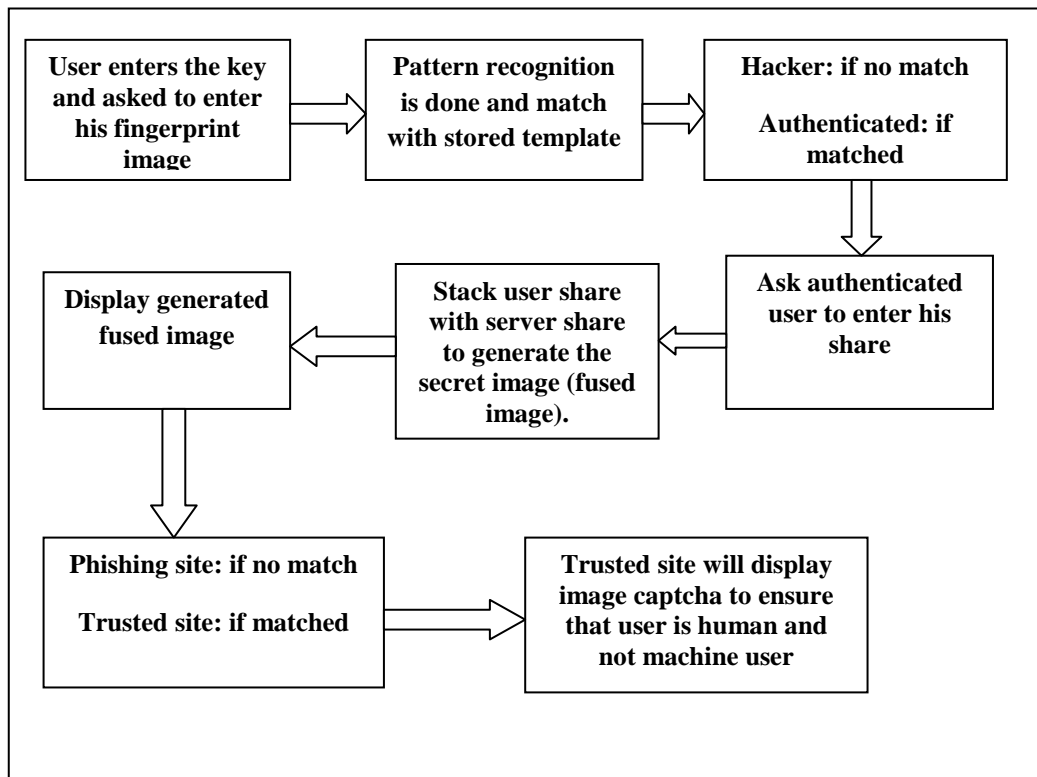 User enters the key
and asked to enter
his fingerprint
image
Pattern recognition
is done and match
with stored template
Hacker: if no match
Authenticated: if
matched
Ask authenticated
user to enter his
share
Stack user share
with server share
to generate the
secret image (fused
image).
Display generated
fused image
Phishing site: if no match
Trusted site: if matched
Trusted site will display
image captcha to ensure
that user is human and
not machine user